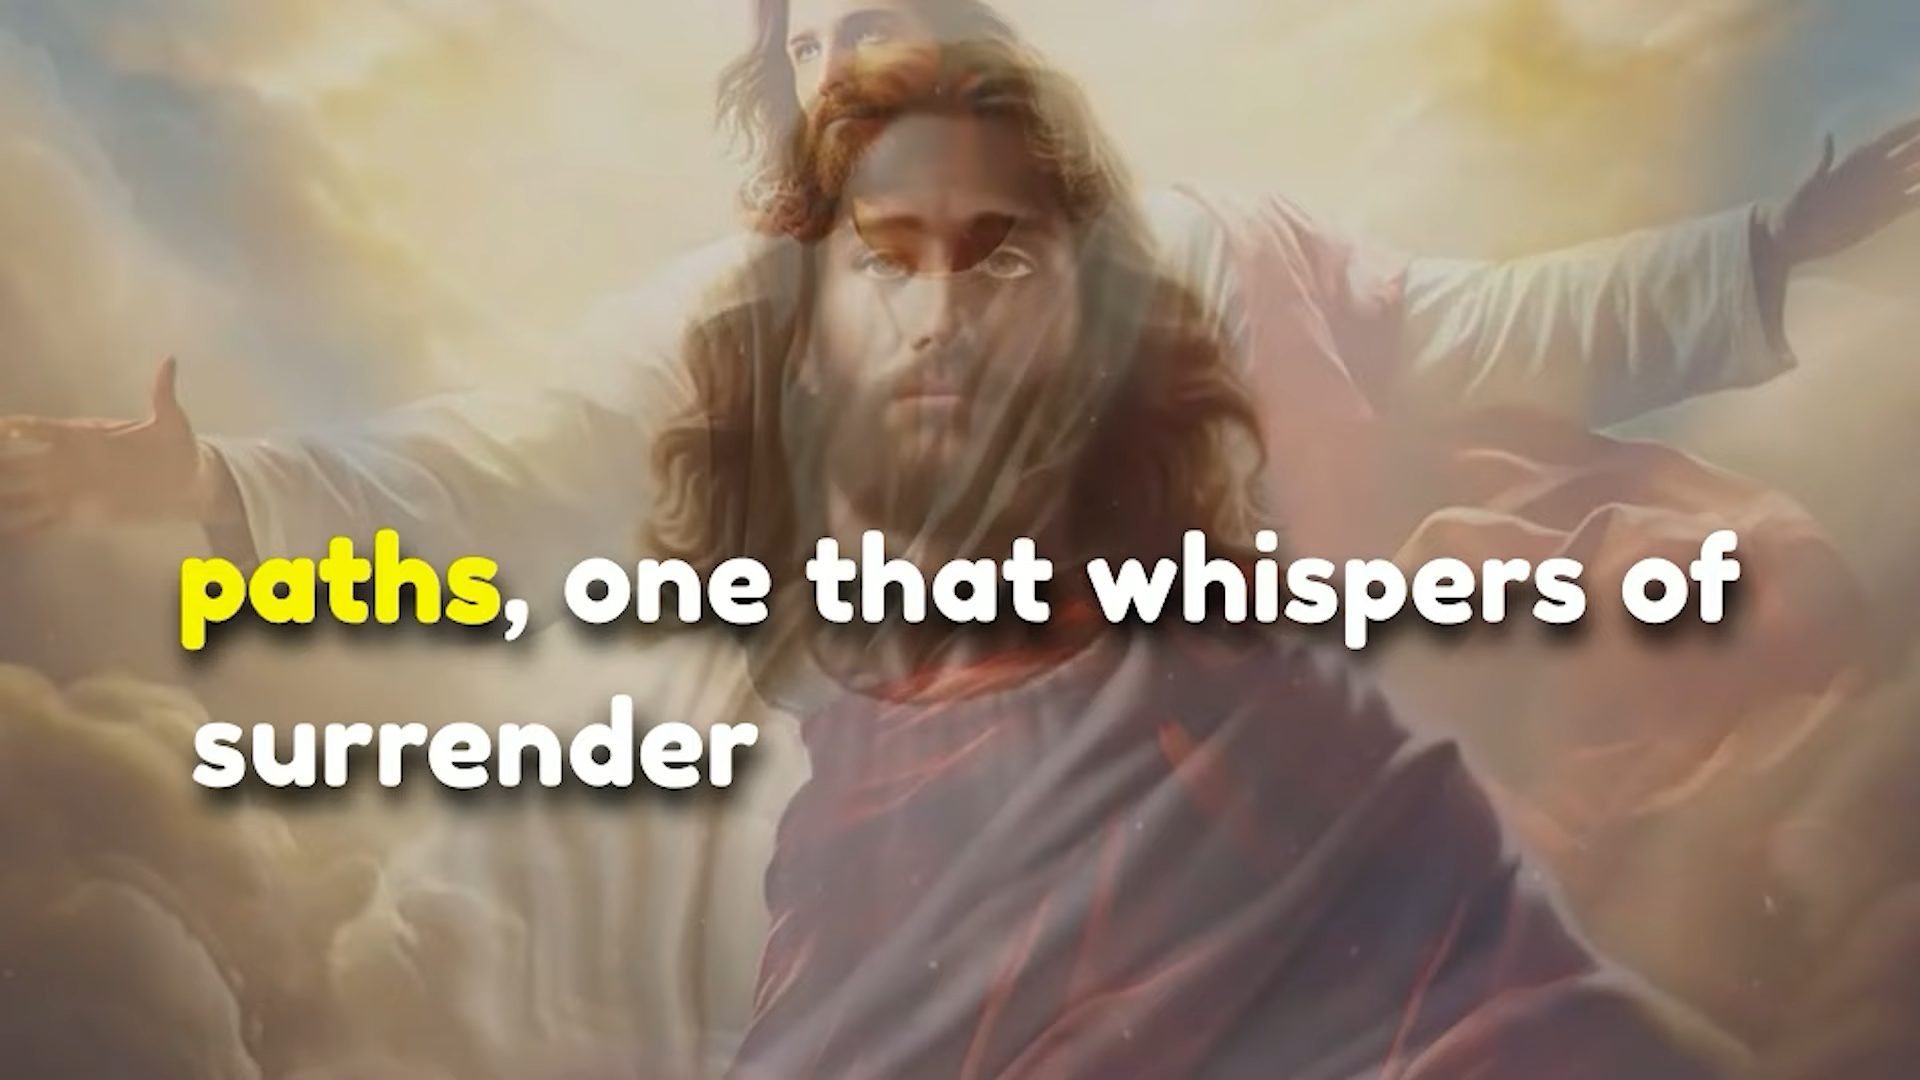 paths, one that whispers of
surrender